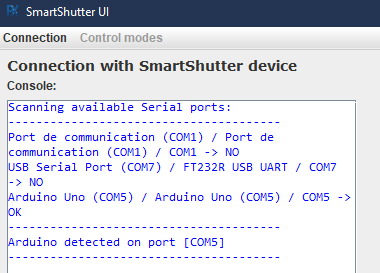 SmartShutter UI
Connection Control modes
Connection with SmartShutter device
Console:
Scanning available Serial ports:
----------------------------------------
Port de communication (COM1) / Port de
communication (COM1) / COM1 -> NO
USB Serial Port (COM7) / FT232R USB UART / COM7
-> NO
Arduino Uno (COM5) / Arduino Uno (COM5) / COM5 ->
OK
----------------------------------------
Arduino detected on port [COM5]
----------------------------------------